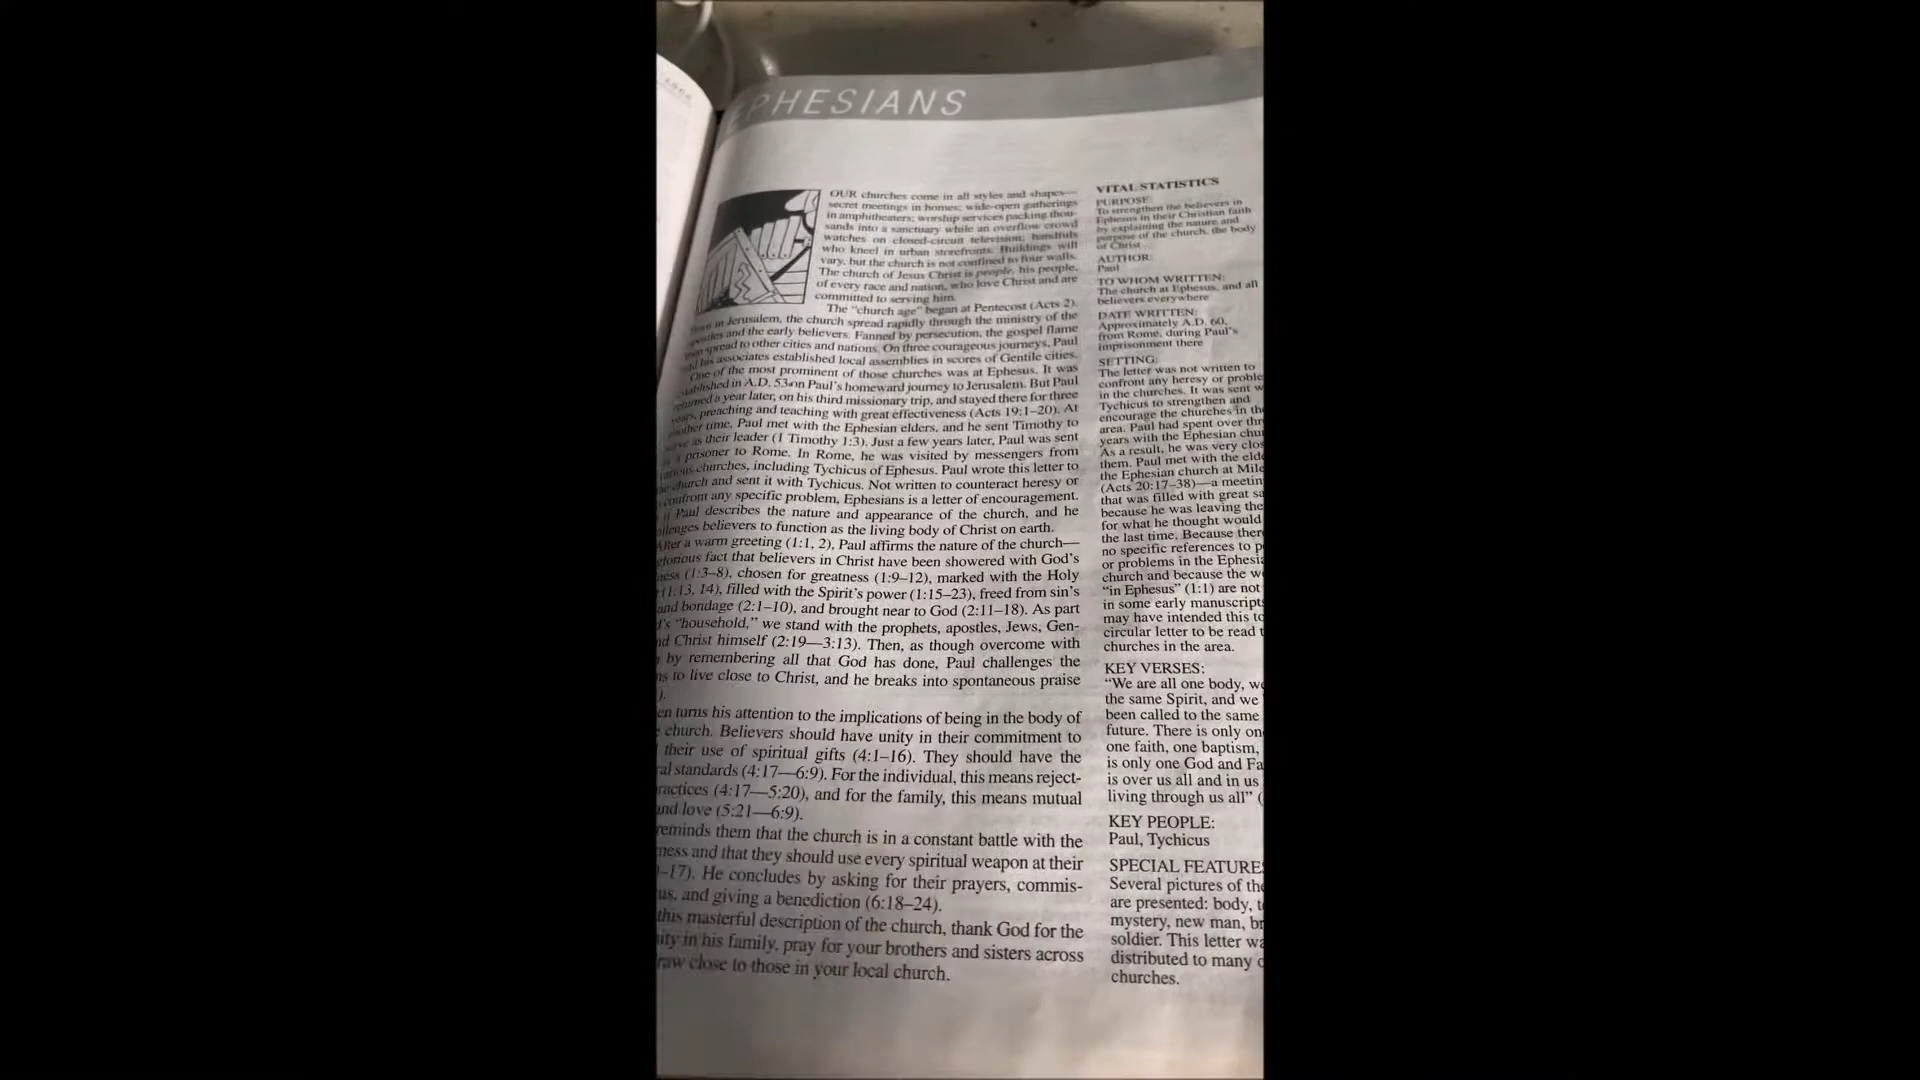 EPHESIANS
OUR churches come in all styles and shapes—
secret meetings in homes; wide-open gatherings
in amphitheaters; worship services packing thou-
sands into a sanctuary while an overflow crowd
watches on closed-circuit television; handfuls
who kneel in urban storefronts. Buildings will
vary, but the church is not confined to four walls.
The church of Jesus Christ is people, his people,
of every race and nation, who love Christ and are
committed to serving him.
The "church age" began at Pentecost (Acts 2).
in Jerusalem, the church spread rapidly through the ministry of the
and the early believers. Fanned by persecution, the gospel flame
spread to other cities and nations. On three courageous journeys, Paul
his associates established local assemblies in scores of Gentile cities.
One of the most prominent of those churches was at Ephesus. It was
established in A.D. 53 on Paul's homeward journey to Jerusalem. But Paul
returned a year later, on his third missionary trip, and stayed there for three
years, preaching and teaching with great effectiveness (Acts 19:1–20). At
another time, Paul met with the Ephesian elders, and he sent Timothy to
as their leader (1 Timothy 1:3). Just a few years later, Paul was sent
prisoner to Rome. In Rome, he was visited by messengers from
churches, including Tychicus of Ephesus. Paul wrote this letter to
church and sent it with Tychicus. Not written to counteract heresy or
confront any specific problem, Ephesians is a letter of encouragement.
Paul describes the nature and appearance of the church, and he
believers to function as the living body of Christ on earth.
After a warm greeting (1:1, 2), Paul affirms the nature of the church—
fact that believers in Christ have been showered with God's
(1:3–8), chosen for greatness (1:9–12), marked with the Holy
(1:13, 14), filled with the Spirit's power (1:15–23), freed from sin's
and bondage (2:1–10), and brought near to God (2:11–18). As part
"household," we stand with the prophets, apostles, Jews, Gen-
Christ himself (2:19—3:13). Then, as though overcome with
by remembering all that God has done, Paul challenges the
to live close to Christ, and he breaks into spontaneous praise
).
turns his attention to the implications of being in the body of
church. Believers should have unity in their commitment to
their use of spiritual gifts (4:1–16). They should have the
standards (4:17—6:9). For the individual, this means reject-
(4:17—5:20), and for the family, this means mutual
and love (5:21—6:9).
reminds them that the church is in a constant battle with the
and that they should use every spiritual weapon at their
–17). He concludes by asking for their prayers, commis-
us, and giving a benediction (6:18–24).
this masterful description of the church, thank God for the
in his family, pray for your brothers and sisters across
close to those in your local church.
VITAL STATISTICS
PURPOSE:
To strengthen the believers in
Ephesus in their Christian faith
by explaining the nature and
purpose of the church, the body
of Christ
AUTHOR:
Paul
TO WHOM WRITTEN:
The church at Ephesus, and all
believers everywhere
DATE WRITTEN:
Approximately A.D. 60,
from Rome, during Paul's
imprisonment there
SETTING:
The letter was not written to
confront any heresy or proble
in the churches. It was sent w
Tychicus to strengthen and
encourage the churches in the
area. Paul had spent over thr
years with the Ephesian chu
As a result, he was very clos
them. Paul met with the eld
the Ephesian church at Mile
(Acts 20:17–38)—a meetin
that was filled with great sa
because he was leaving the
for what he thought would
the last time. Because ther
no specific references to p
or problems in the Ephesia
church and because the w
"in Ephesus" (1:1) are not
in some early manuscripts
may have intended this to
circular letter to be read t
churches in the area.
KEY VERSES:
"We are all one body, we
the same Spirit, and we
been called to the same
future. There is only on
one faith, one baptism,
is only one God and Fa
is over us all and in us
living through us all" (
KEY PEOPLE:
Paul, Tychicus
SPECIAL FEATURES
Several pictures of the
are presented: body, t
mystery, new man, br
soldier. This letter wa
distributed to many c
churches.